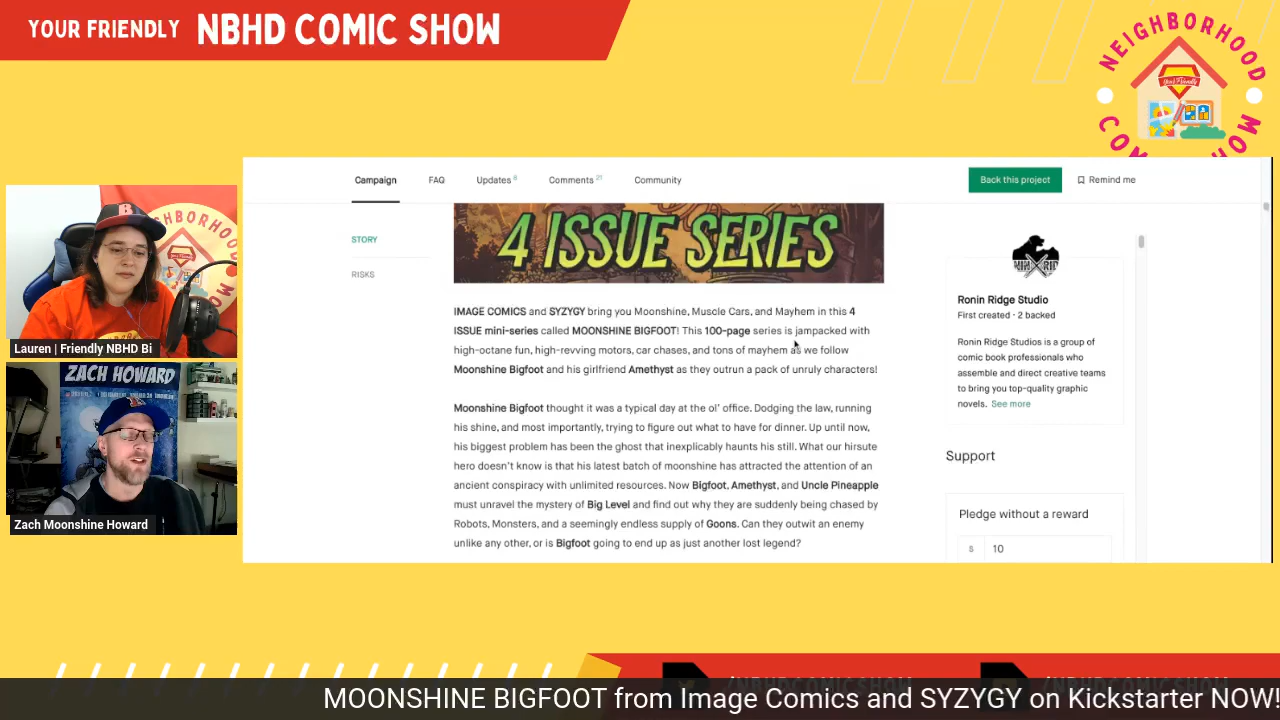 YOUR FRIENDLY NBHD COMIC SHOW
NEIGHBORHOOD
Your Friendly
Campaign FAQ Updates 8 Comments 21 Community Back this project Remind me
STORY
RISKS
4 ISSUE SERIES
IMAGE COMICS and SYZYGY bring you Moonshine, Muscle Cars, and Mayhem in this 4
ISSUE mini-series called MOONSHINE BIGFOOT! This 100-page series is jampacked with
high-octane fun, high-revving motors, car chases, and tons of mayhem as we follow
Moonshine Bigfoot and his girlfriend Amethyst as they outrun a pack of unruly characters!
Moonshine Bigfoot thought it was a typical day at the ol' office. Dodging the law, running
his shine, and most importantly, trying to figure out what to have for dinner. Up until now,
his biggest problem has been the ghost that inexplicably haunts his still. What our hirsute
hero doesn't know is that his latest batch of moonshine has attracted the attention of an
ancient conspiracy with unlimited resources. Now Bigfoot, Amethyst, and Uncle Pineapple
must unravel the mystery of Big Level and find out why they are suddenly being chased by
Robots, Monsters, and a seemingly endless supply of Goons. Can they outwit an enemy
unlike any other, or is Bigfoot going to end up as just another lost legend?
Ronin Ridge Studio
First created · 2 backed
Ronin Ridge Studios is a group of
comic book professionals who
assemble and direct creative teams
to bring you top-quality graphic
novels. See more
Support
Pledge without a reward
$ 10
B
Lauren | Friendly NBHD Bi
ZACH HOWARD
Zach Moonshine Howard
/NBHDCOMICSHOW /NBHDCOMICSHOW
MOONSHINE BIGFOOT from Image Comics and SYZYGY on Kickstarter NOW!